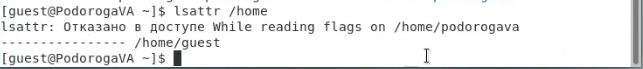 [guest@PodorogaVA ~]$ lsattr /home
lsattr: Отказано в доступе While reading flags on /home/podorogava
--------------- /home/guest
[guest@PodorogaVA ~]$